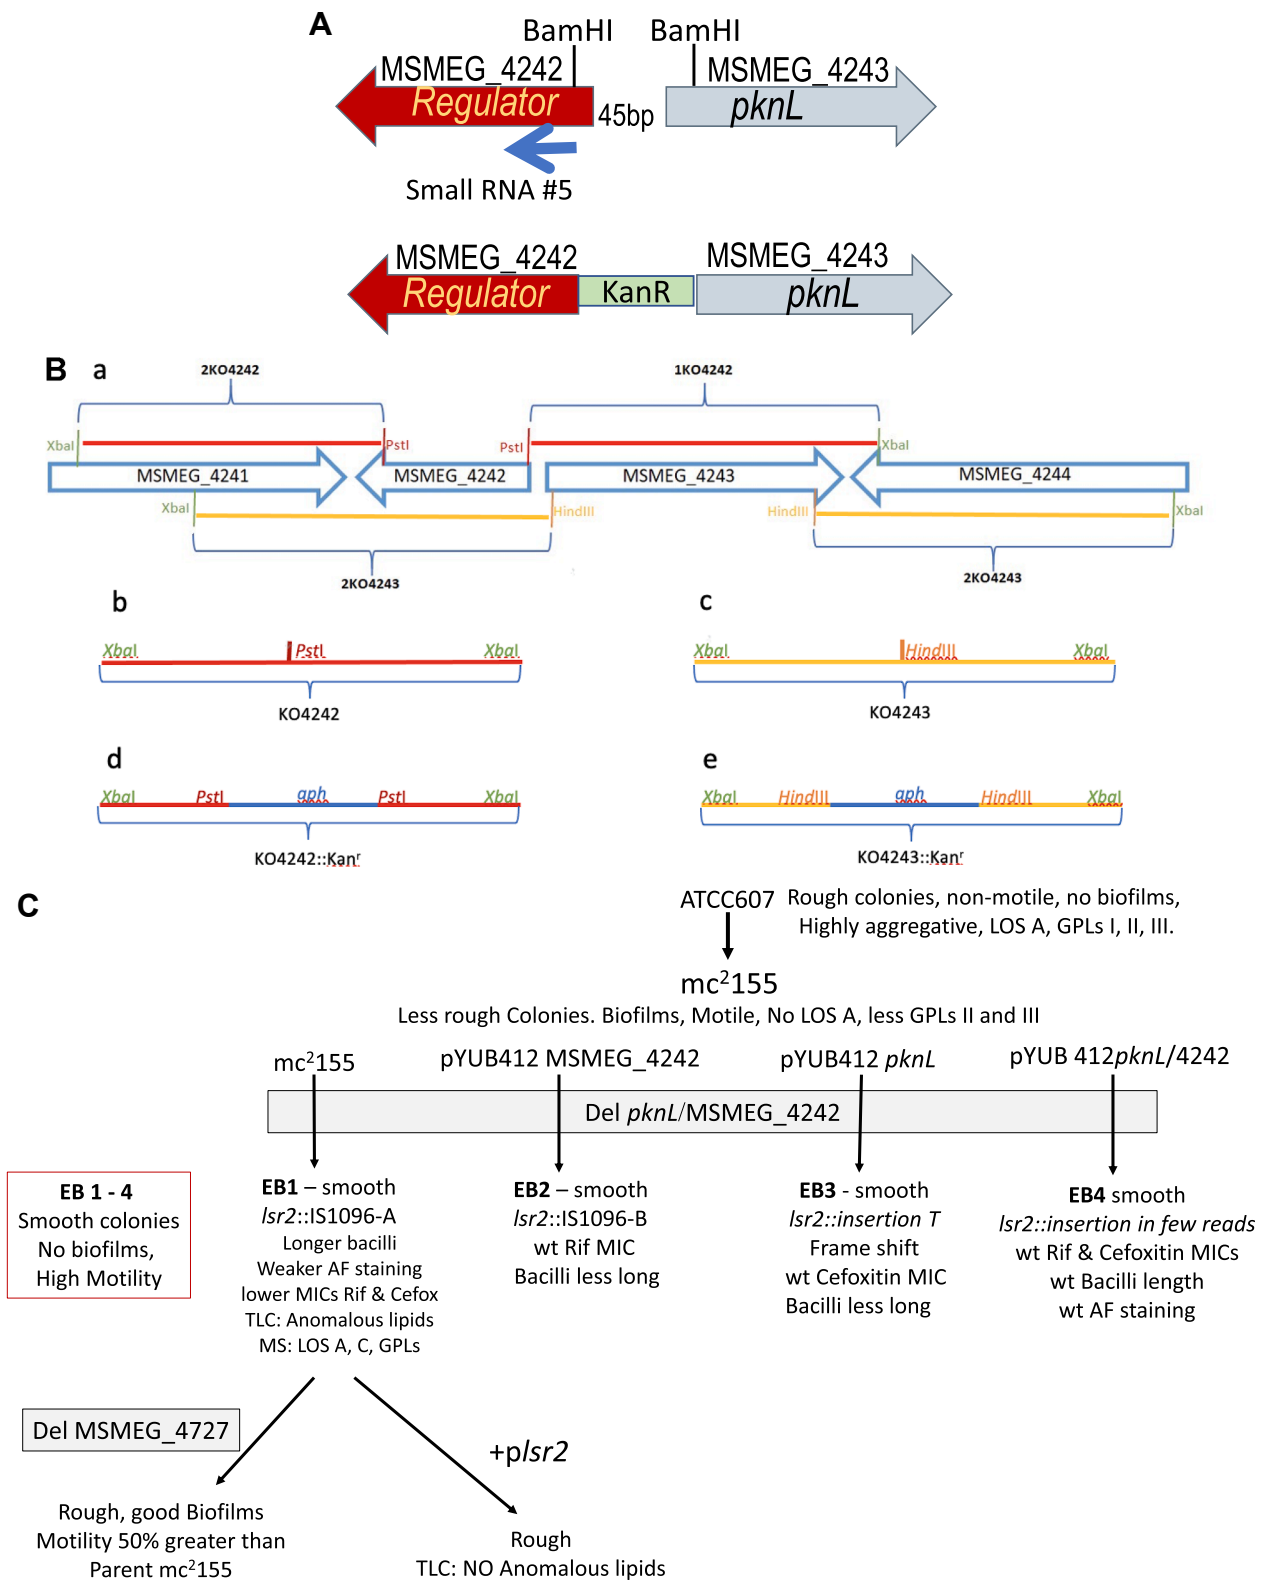 A
BamHI BamHI
MSMEG_4242 MSMEG_4243
Regulator 45bp pknL
Small RNA #5
MSMEG_4242 MSMEG_4243
Regulator KanR pknL
B a
2KO4242 1KO4242
XbaI PstI PstI XbaI
MSMEG_4241 MSMEG_4242 MSMEG_4243 MSMEG_4244
XbaI HindIII HindIII XbaI
2KO4243 2KO4243
b c
XbaI PstI XbaI XbaI HindIII XbaI
KO4242 KO4243
d e
XbaI PstI aph PstI XbaI XbaI HindIII aph HindIII XbaI
KO4242::Kanʳ KO4243::Kanʳ
C
ATCC607 Rough colonies, non-motile, no biofilms,
Highly aggregative, LOS A, GPLs I, II, III.
mc²155
Less rough Colonies. Biofilms, Motile, No LOS A, less GPLs II and III
mc²155 pYUB412 MSMEG_4242 pYUB412 pknL pYUB 412pknL/4242
Del pknL/MSMEG_4242
EB 1 - 4
Smooth colonies
No biofilms,
High Motility
EB1 – smooth
lsr2::IS1096-A
Longer bacilli
Weaker AF staining
lower MICs Rif & Cefox
TLC: Anomalous lipids
MS: LOS A, C, GPLs
EB2 – smooth
lsr2::IS1096-B
wt Rif MIC
Bacilli less long
EB3 - smooth
lsr2::insertion T
Frame shift
wt Cefoxitin MIC
Bacilli less long
EB4 smooth
lsr2::insertion in few reads
wt Rif & Cefoxitin MICs
wt Bacilli length
wt AF staining
Del MSMEG_4727
+plsr2
Rough, good Biofilms
Motility 50% greater than
Parent mc²155
Rough
TLC: NO Anomalous lipids